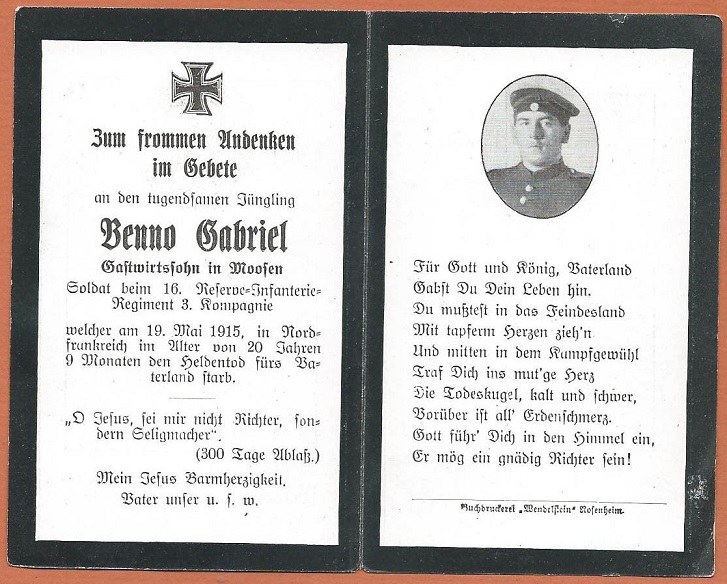 Zum frommen Andenken
im Gebete
an den tugendsamen Jüngling
Benno Gabriel
Gastwirtssohn in Moosen
Soldat beim 16. Reserve-Infanterie-
Regiment 3. Kompagnie
welcher am 19. Mai 1915, in Nord-
frankreich im Alter von 20 Jahren
9 Monaten den Heldentod fürs Va-
terland starb.
„O Jesus, sei mir nicht Richter, son-
dern Seligmacher“.
(300 Tage Ablaß.)
Mein Jesus Barmherzigkeit.
Vater unser u. s. w.
Für Gott und König, Vaterland
Gabst Du Dein Leben hin.
Du mußtest in das Feindesland
Mit tapferm Herzen zieh'n
Und mitten in dem Kampfgewühl
Traf Dich ins mut'ge Herz
Die Todeskugel, kalt und schwer,
Vorüber ist all' Erdenschmerz.
Gott führ' Dich in den Himmel ein,
Er mög ein gnädig Richter sein!
Buchdruckerei „Wendelstein“ Rosenheim.